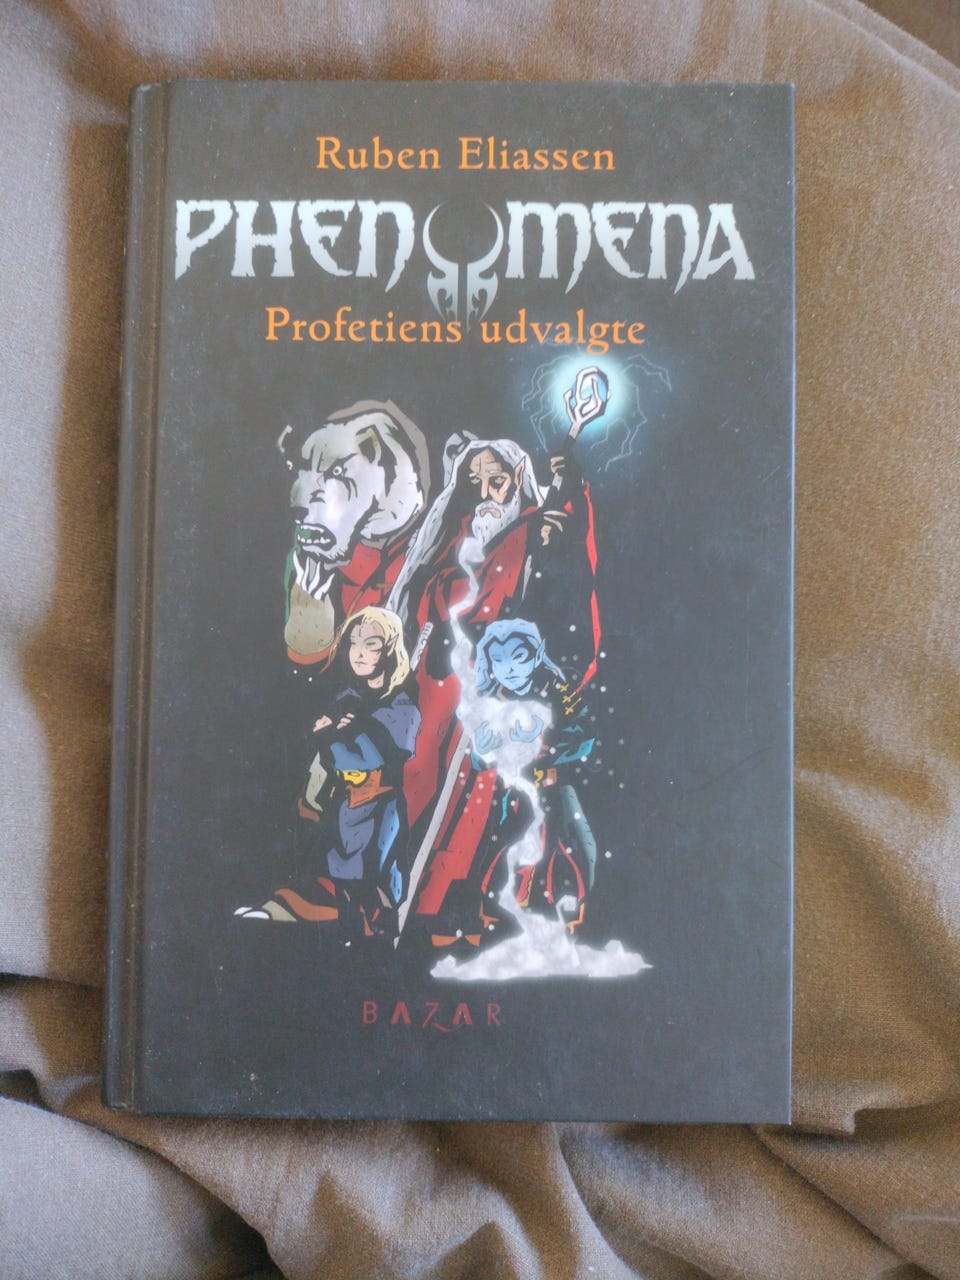 Ruben Eliassen
PHENOMENA
Profetiens udvalgte
BAZAR